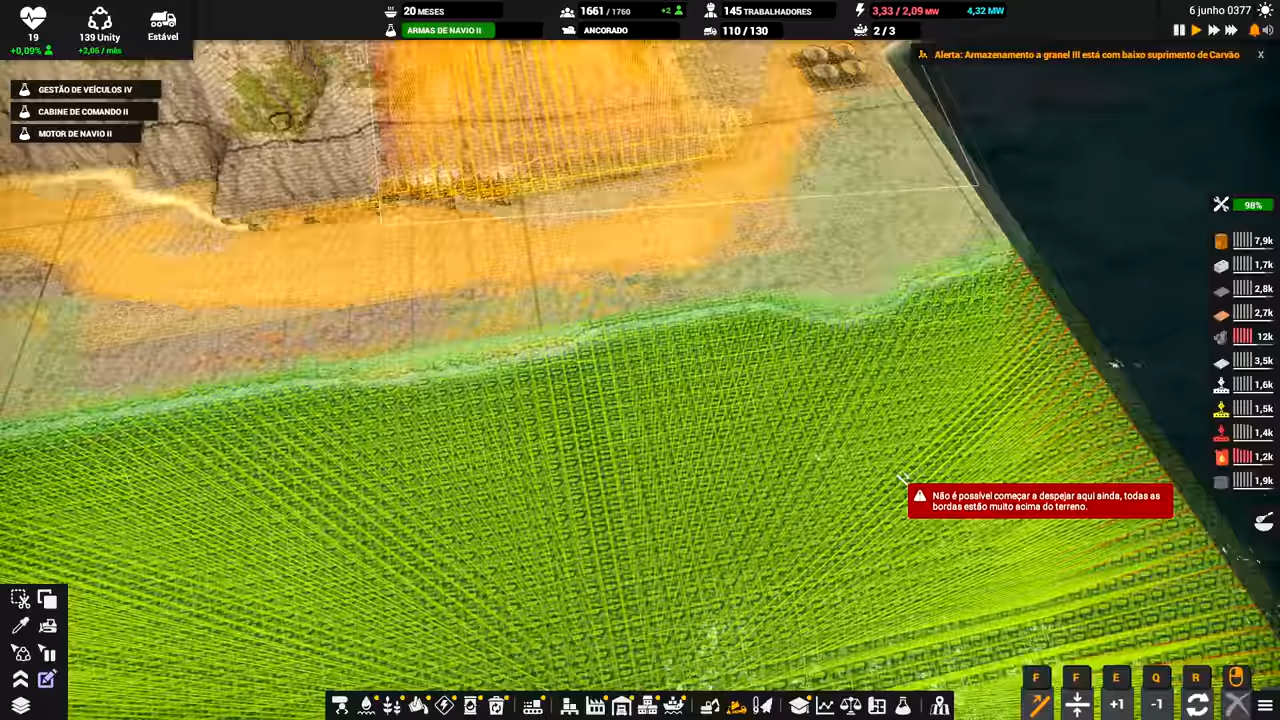 19
+0,09%
139 Unity
+2,06 / mês
Estável
20 MESES
ARMAS DE NAVIO II
1661 / 1760
+2
ANCORADO
145 TRABALHADORES
110 / 130
3,33 / 2,09 MW
4,32 MW
2 / 3
6 junho 0377
Alerta: Armazenamento a granel III está com baixo suprimento de Carvão
X
GESTÃO DE VEÍCULOS IV
CABINE DE COMANDO II
MOTOR DE NAVIO II
98%
7,9k
1,7k
2,8k
2,7k
12k
3,5k
1,6k
1,5k
1,4k
1,2k
1,9k
Não é possível começar a despejar aqui ainda, todas as
bordas estão muito acima do terreno.
F
F
E
Q
R
+1
-1